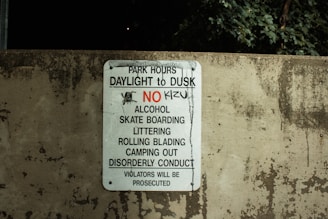 PARK HOURS
DAYLIGHT to DUSK
NO
ALCOHOL
SKATE BOARDING
LITTERING
ROLLING BLADING
CAMPING OUT
DISORDERLY CONDUCT
VIOLATORS WILL BE
PROSECUTED